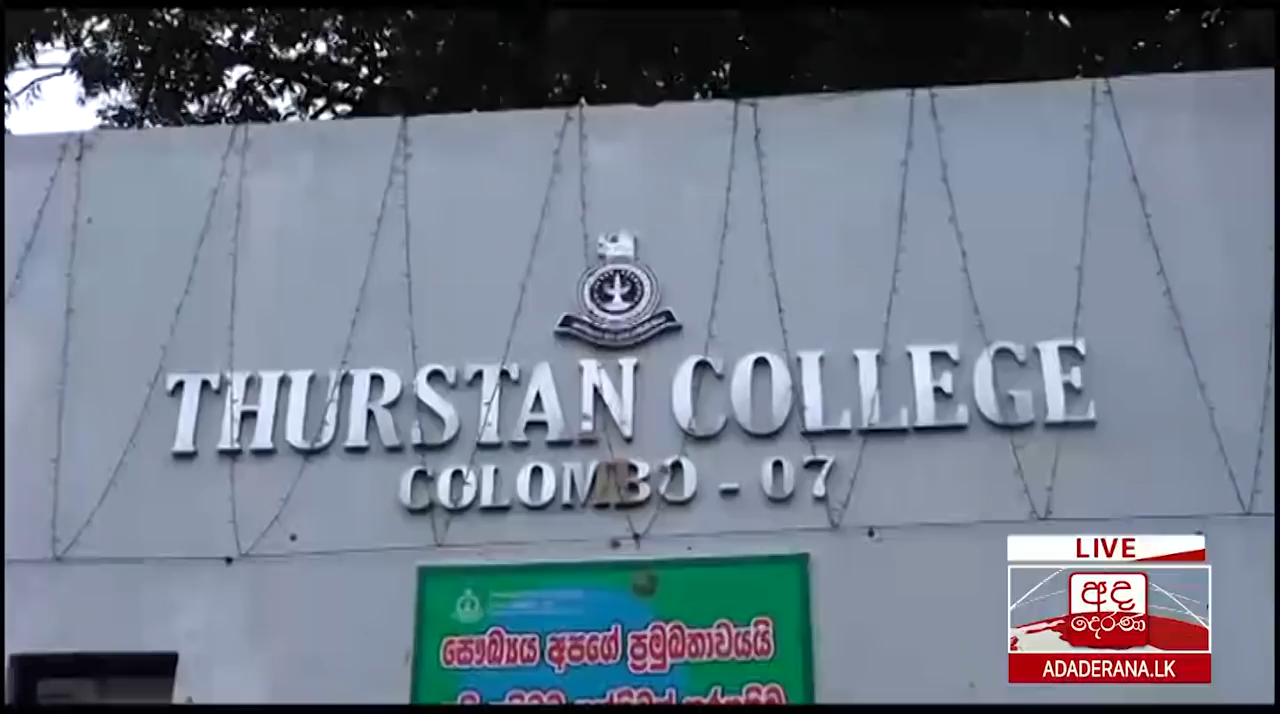 THURSTAN COLLEGE
COLOMBO - 07
සෞඛ්‍යය අපගේ ප්‍රමුඛතාවයයි
LIVE
අද
දෙරණ
ADADERANA.LK